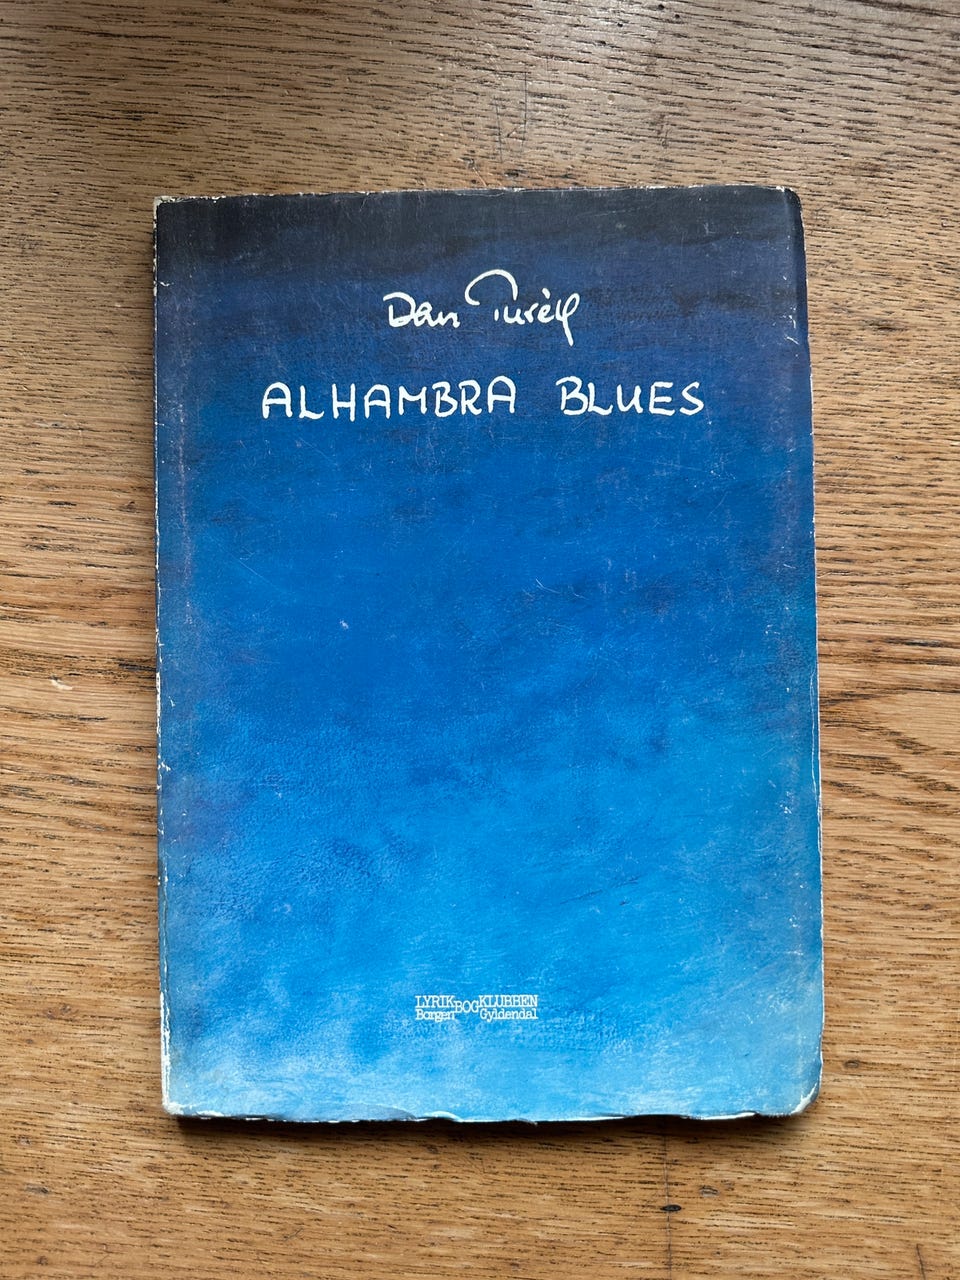 Dan Turèll
ALHAMBRA BLUES
LYRIKBOGKLUBBEN
Borgen Gyldendal